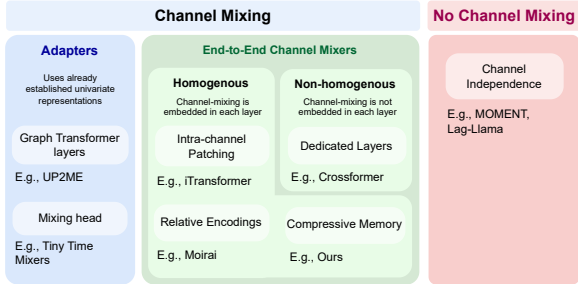 Channel Mixing
No Channel Mixing
Adapters
Uses already
established univariate
representations
Graph Transformer
layers
E.g., UP2ME
Mixing head
E.g., Tiny Time
Mixers
End-to-End Channel Mixers
Homogenous
Channel-mixing is
embedded in each layer
Intra-channel
Patching
E.g., iTransformer
Relative Encodings
E.g., Moirai
Non-homogenous
Channel-mixing is not
embedded in each layer
Dedicated Layers
E.g., Crossformer
Compressive Memory
E.g., Ours
Channel
Independence
E.g., MOMENT,
Lag-Llama